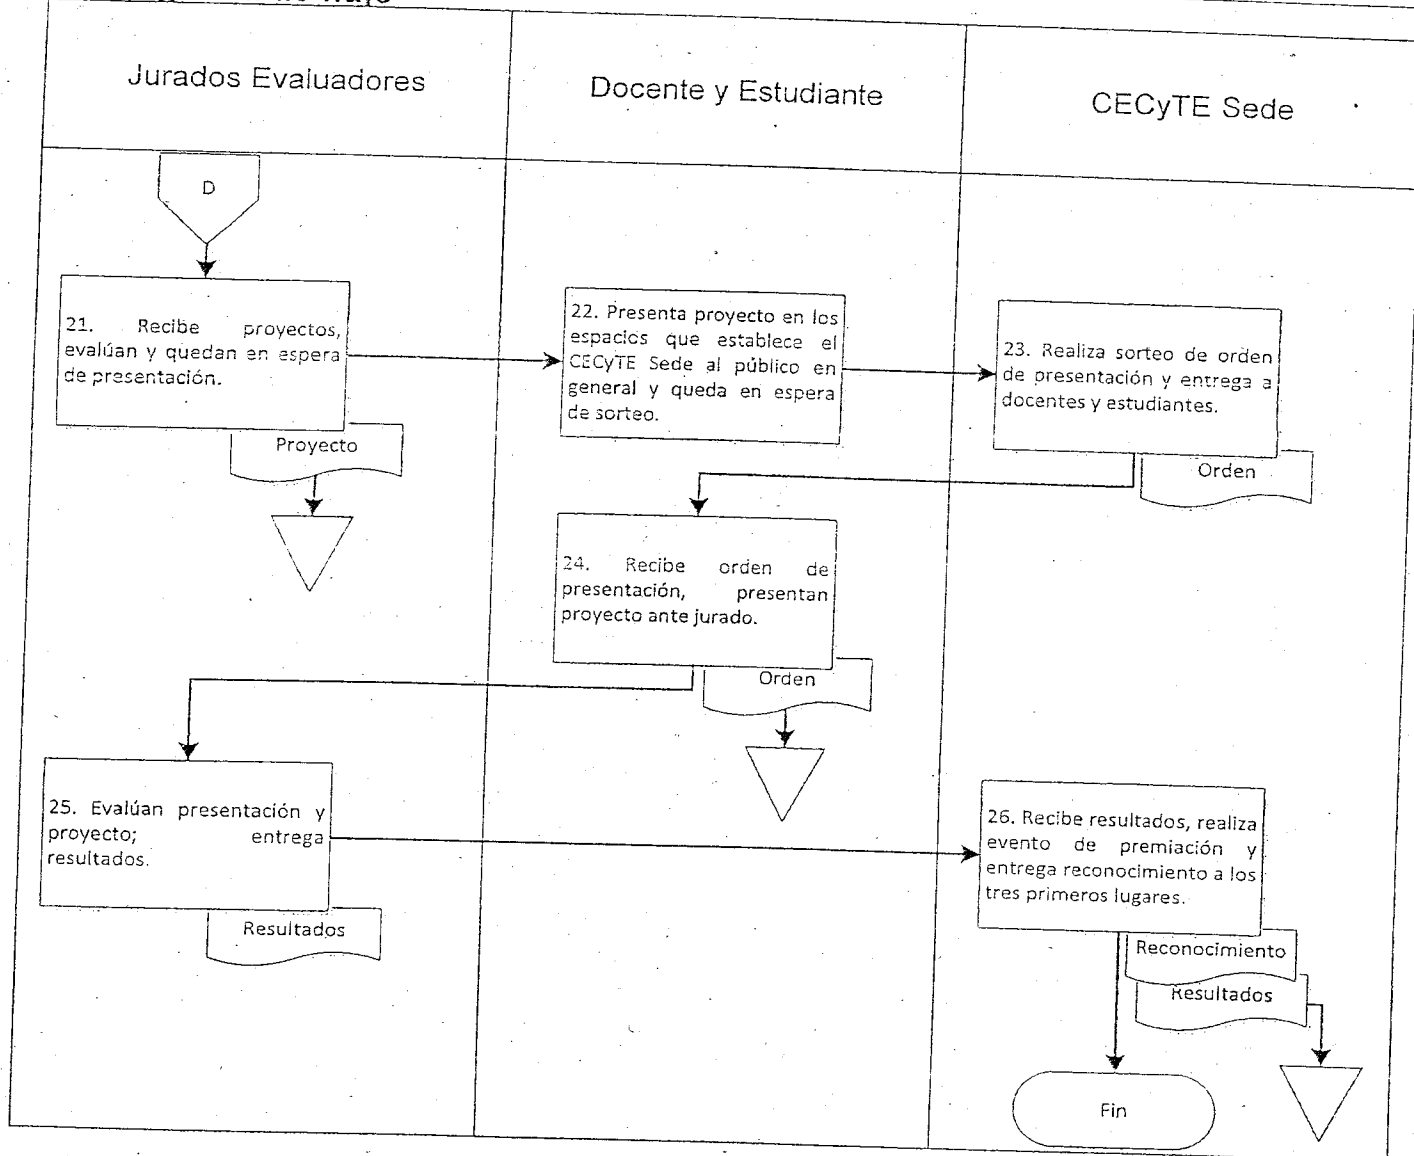 Jurados Evaluadores
Docente y Estudiante
CECyTE Sede
D
21. Recibe proyectos,
evalúan y quedan en espera
de presentación.
Proyecto
22. Presenta proyecto en los
espacios que establece el
CECyTE Sede al público en
general y queda en espera
de sorteo.
23. Realiza sorteo de orden
de presentación y entrega a
docentes y estudiantes.
Orden
24. Recibe orden de
presentación, presentan
proyecto ante jurado.
Orden
25. Evalúan presentación y
proyecto; entrega
resultados.
Resultados
26. Recibe resultados, realiza
evento de premiación y
entrega reconocimiento a los
tres primeros lugares.
Reconocimiento
Resultados
Fin